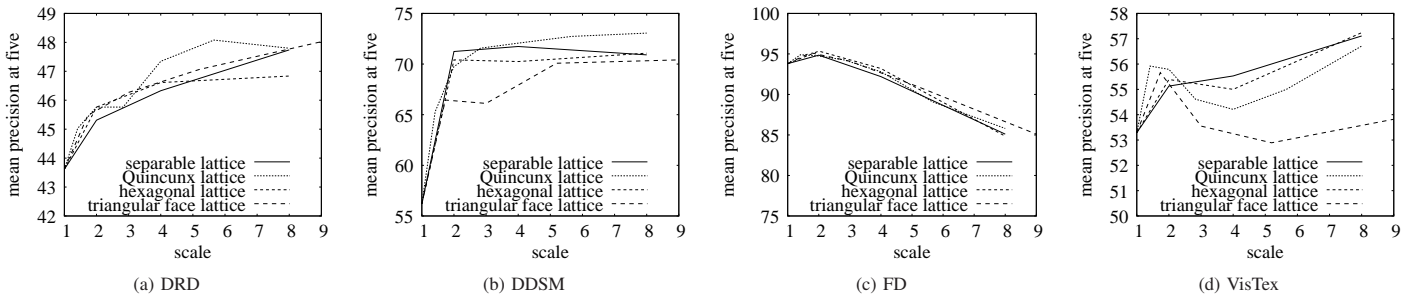 mean precision at five
49
48
47
46
45
44
43
42
separable lattice
Quincunx lattice
hexagonal lattice
triangular face lattice
1 2 3 4 5 6 7 8 9
scale
(a) DRD
mean precision at five
75
70
65
60
55
separable lattice
Quincunx lattice
hexagonal lattice
triangular face lattice
1 2 3 4 5 6 7 8 9
scale
(b) DDSM
mean precision at five
100
95
90
85
80
75
separable lattice
Quincunx lattice
hexagonal lattice
triangular face lattice
1 2 3 4 5 6 7 8 9
scale
(c) FD
mean precision at five
58
57
56
55
54
53
52
51
50
separable lattice
Quincunx lattice
hexagonal lattice
triangular face lattice
1 2 3 4 5 6 7 8 9
scale
(d) VisTex